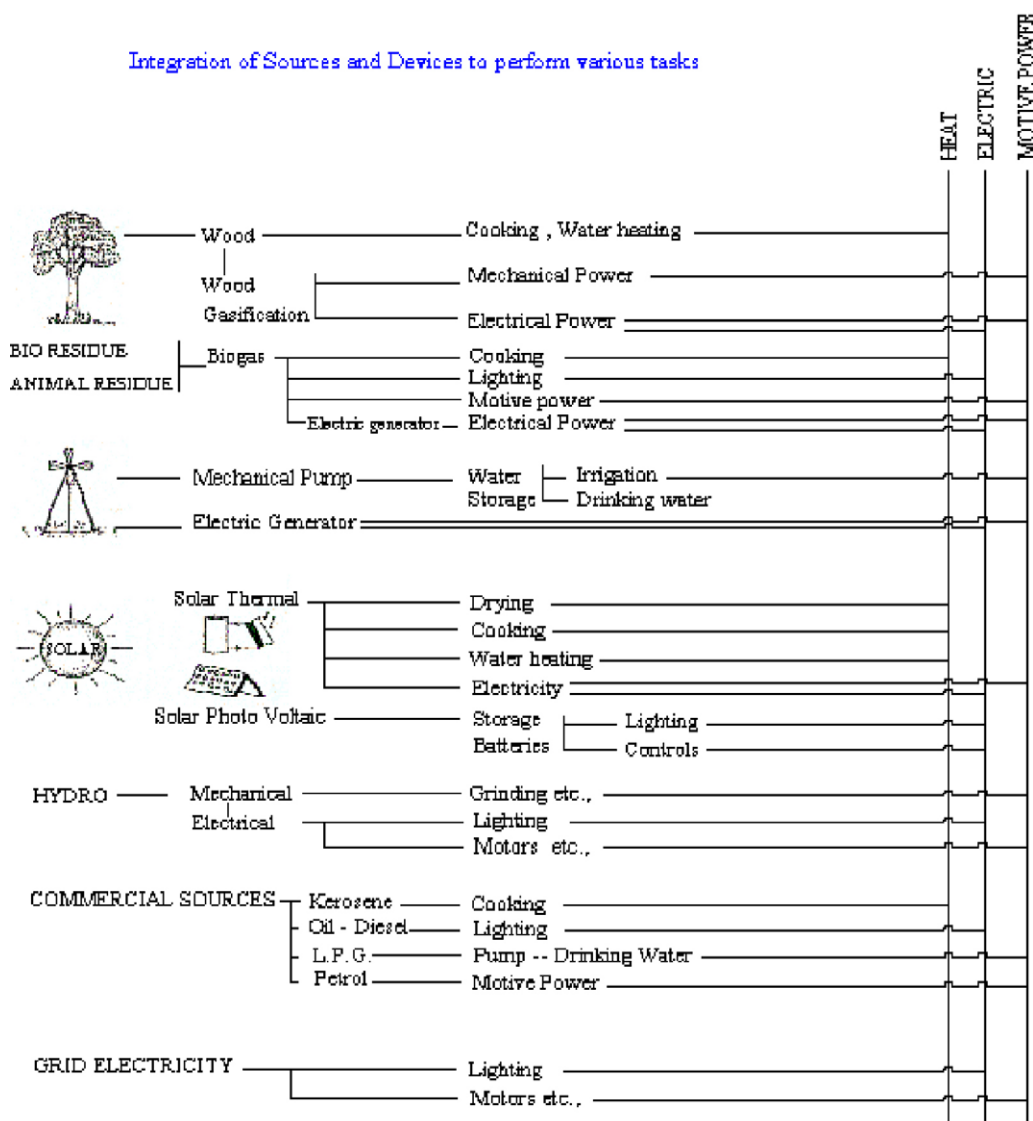 Integration of Sources and Devices to perform various tasks
HEAT
ELECTRIC
MOTIVE POWER
Wood
Cooking , Water heating
Wood
Gasification
Mechanical Power
Electrical Power
BIO RESIDUE
ANIMAL RESIDUE
Biogas
Cooking
Lighting
Motive power
Electric generator
Electrical Power
Mechanical Pump
Water
Storage
Irrigation
Drinking water
Electric Generator
SOLAR
Solar Thermal
Drying
Cooking
Water heating
Electricity
Solar Photo Voltaic
Storage
Batteries
Lighting
Controls
HYDRO
Mechanical
Grinding etc.,
Electrical
Lighting
Motors etc.,
COMMERCIAL SOURCES
Kerosene
Cooking
Oil - Diesel
Lighting
L.P.G.
Pump -- Drinking Water
Petrol
Motive Power
GRID ELECTRICITY
Lighting
Motors etc.,